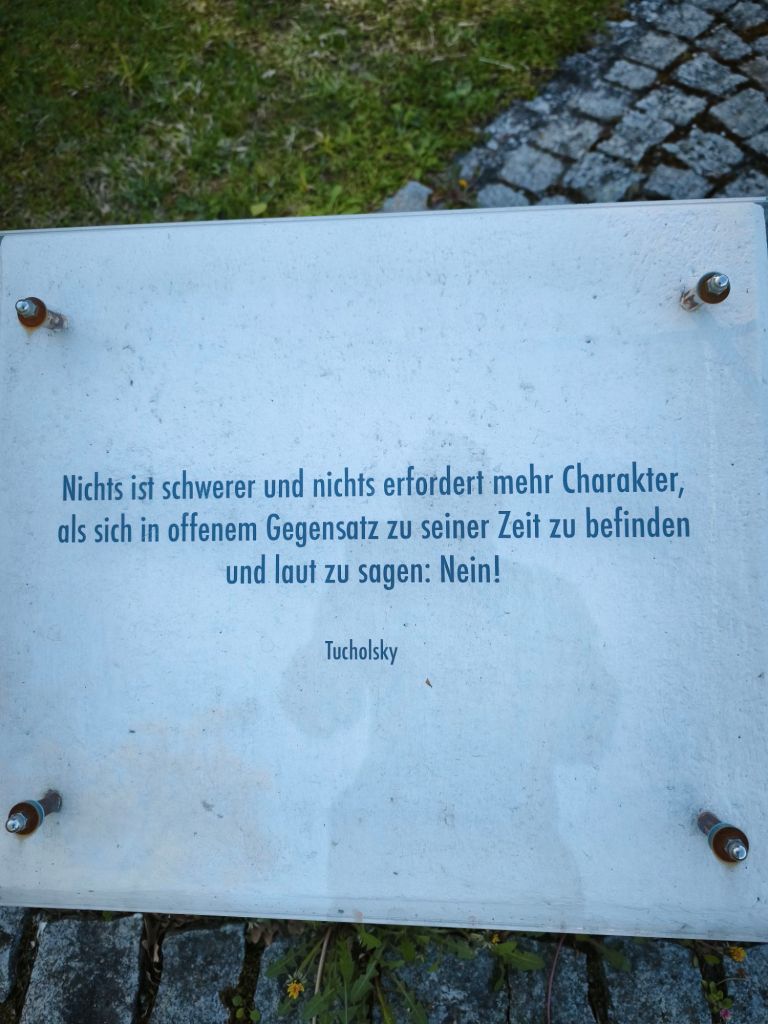 Nichts ist schwerer und nichts erfordert mehr Charakter,
als sich in offenem Gegensatz zu seiner Zeit zu befinden
und laut zu sagen: Nein!
Tucholsky